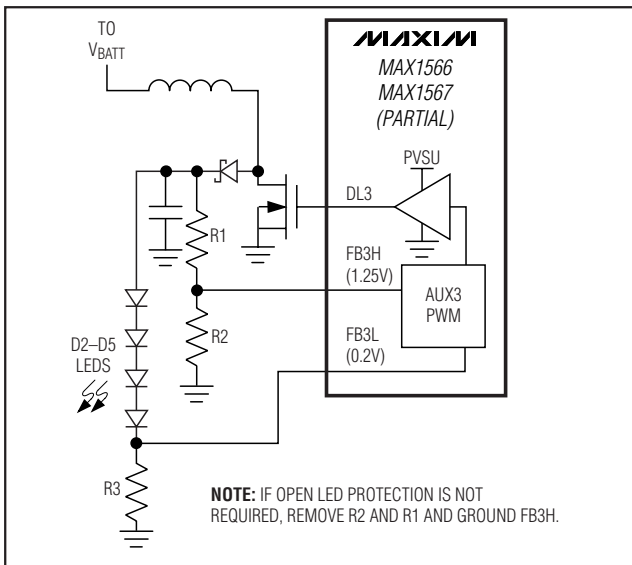 TO
VBATT
MAXIM
MAX1566
MAX1567
(PARTIAL)
PVSU
DL3
R1
FB3H
(1.25V)
AUX3
PWM
R2
FB3L
(0.2V)
D2–D5
LEDS
R3
NOTE: IF OPEN LED PROTECTION IS NOT
REQUIRED, REMOVE R2 AND R1 AND GROUND FB3H.